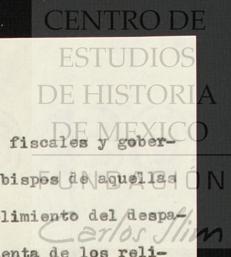 CENTRO DE
ESTUDIOS
DE HISTORIA
DE MEXICO
FUNDACIÓN
Carlos Slim
fiscales y gober-
bispos de aquellas
limiento del despa-
enta de los reli-